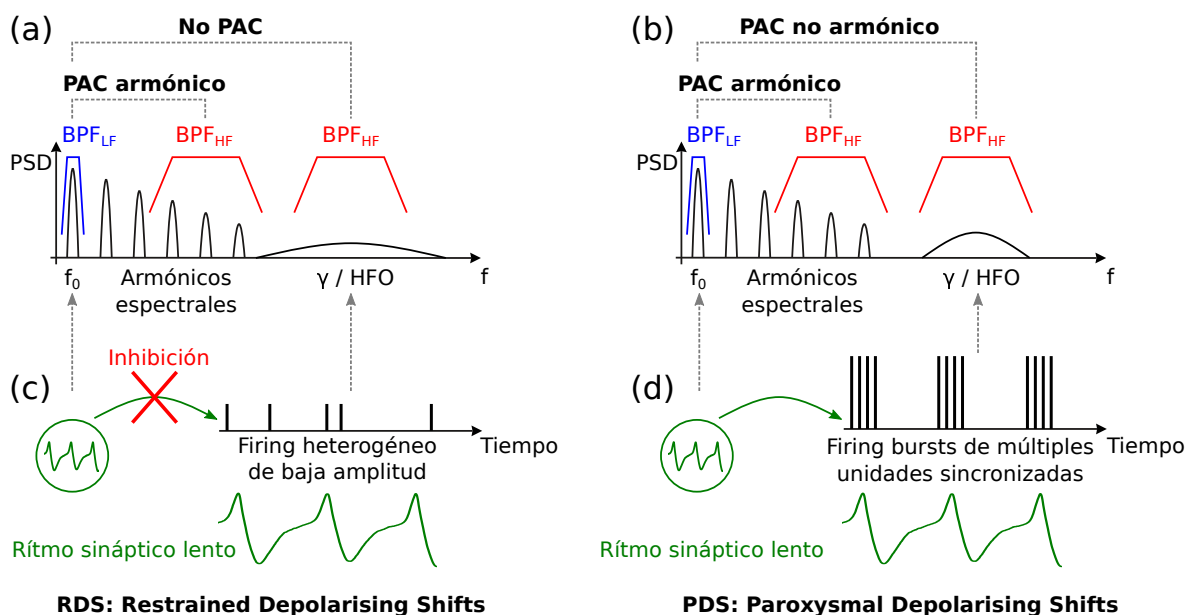 (a)
No PAC
PAC armónico
BPF_LF
BPF_HF
BPF_HF
PSD
f_0
Armónicos
espectrales
γ / HFO
f
(b)
PAC no armónico
PAC armónico
BPF_LF
BPF_HF
BPF_HF
PSD
f_0
Armónicos
espectrales
γ / HFO
f
(c)
Inhibición
Firing heterogéneo
de baja amplitud
Tiempo
Rítmo sináptico lento
RDS: Restrained Depolarising Shifts
(d)
Firing bursts de múltiples
unidades sincronizadas
Tiempo
Rítmo sináptico lento
PDS: Paroxysmal Depolarising Shifts